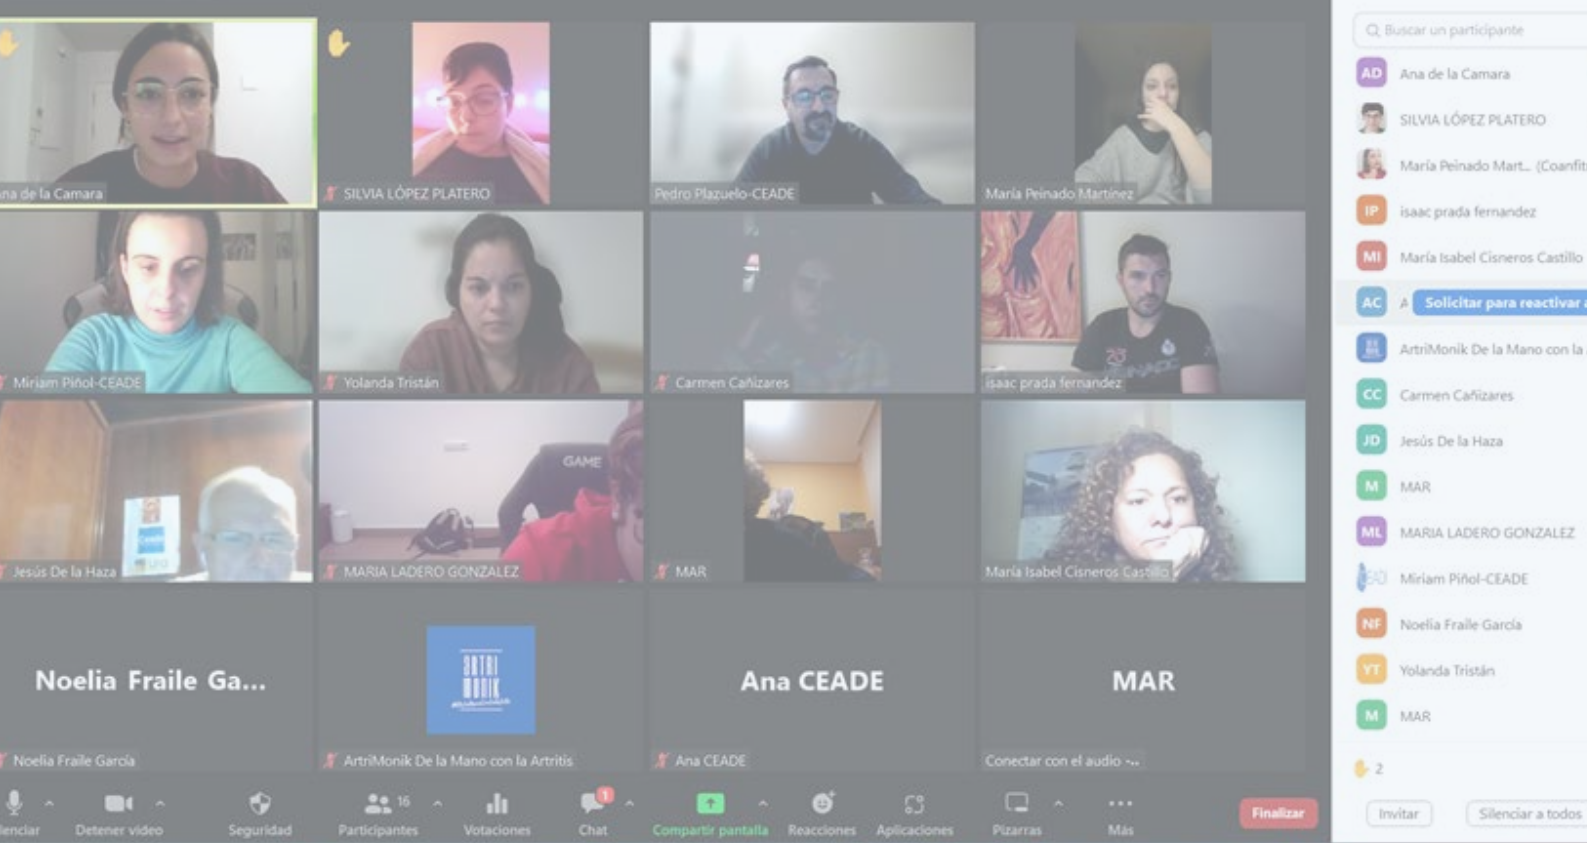 na de la Camara
SILVIA LÓPEZ PLATERO
Pedro Plazuelo-CEADE
María Peinado Martínez
Miriam Piñol-CEADE
Yolanda Tristán
Carmen Cañizares
isaac prada fernandez
GAME
Ceade
Jesús De la Haza
MARIA LADERO GONZALEZ
MAR
María Isabel Cisneros Castillo
Noelia Fraile Ga...
ARTRI
MONIK
Ana CEADE
MAR
Noelia Fraile García
ArtriMonik De la Mano con la Artritis
Ana CEADE
Conectar con el audio -..
lenciar
Detener video
Seguridad
16
Participantes
Votaciones
1
Chat
Compartir pantalla
Reacciones
Aplicaciones
Pizarras
Más
Finalizar
Buscar un participante
AD Ana de la Camara
SILVIA LÓPEZ PLATERO
María Peinado Mart... (Coanfit
IP isaac prada fernandez
MI María Isabel Cisneros Castillo
AC A Solicitar para reactivar a
ArtriMonik De la Mano con la
CC Carmen Cañizares
JD Jesús De la Haza
M MAR
ML MARIA LADERO GONZALEZ
CEAD Miriam Piñol-CEADE
NF Noelia Fraile García
YT Yolanda Tristán
M MAR
2
Invitar
Silenciar a todos